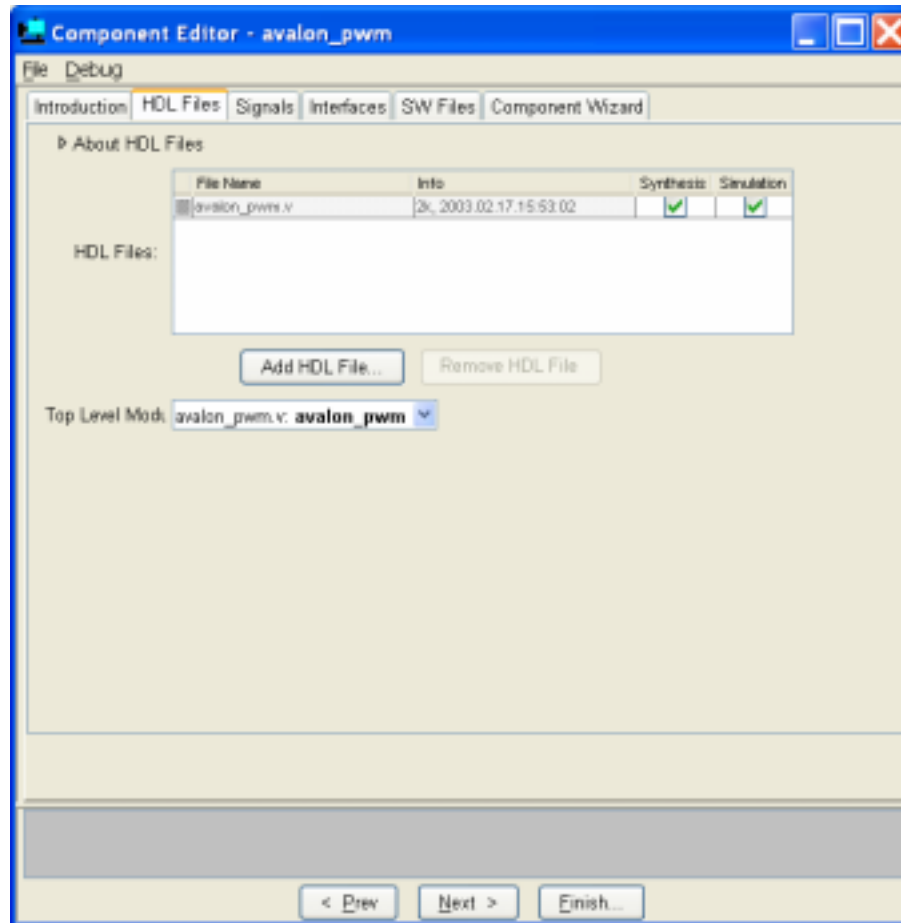 Component Editor - avalon_pwm
File Debug
Introduction HDL Files Signals Interfaces SW Files Component Wizard
About HDL Files
File Name Info Synthesis Simulation
avalon_pwm.v 2k, 2003.02.17.15:53:02
HDL Files:
Add HDL File... Remove HDL File
Top Level Modu avalon_pwm.v: avalon_pwm
< Prev Next > Finish...